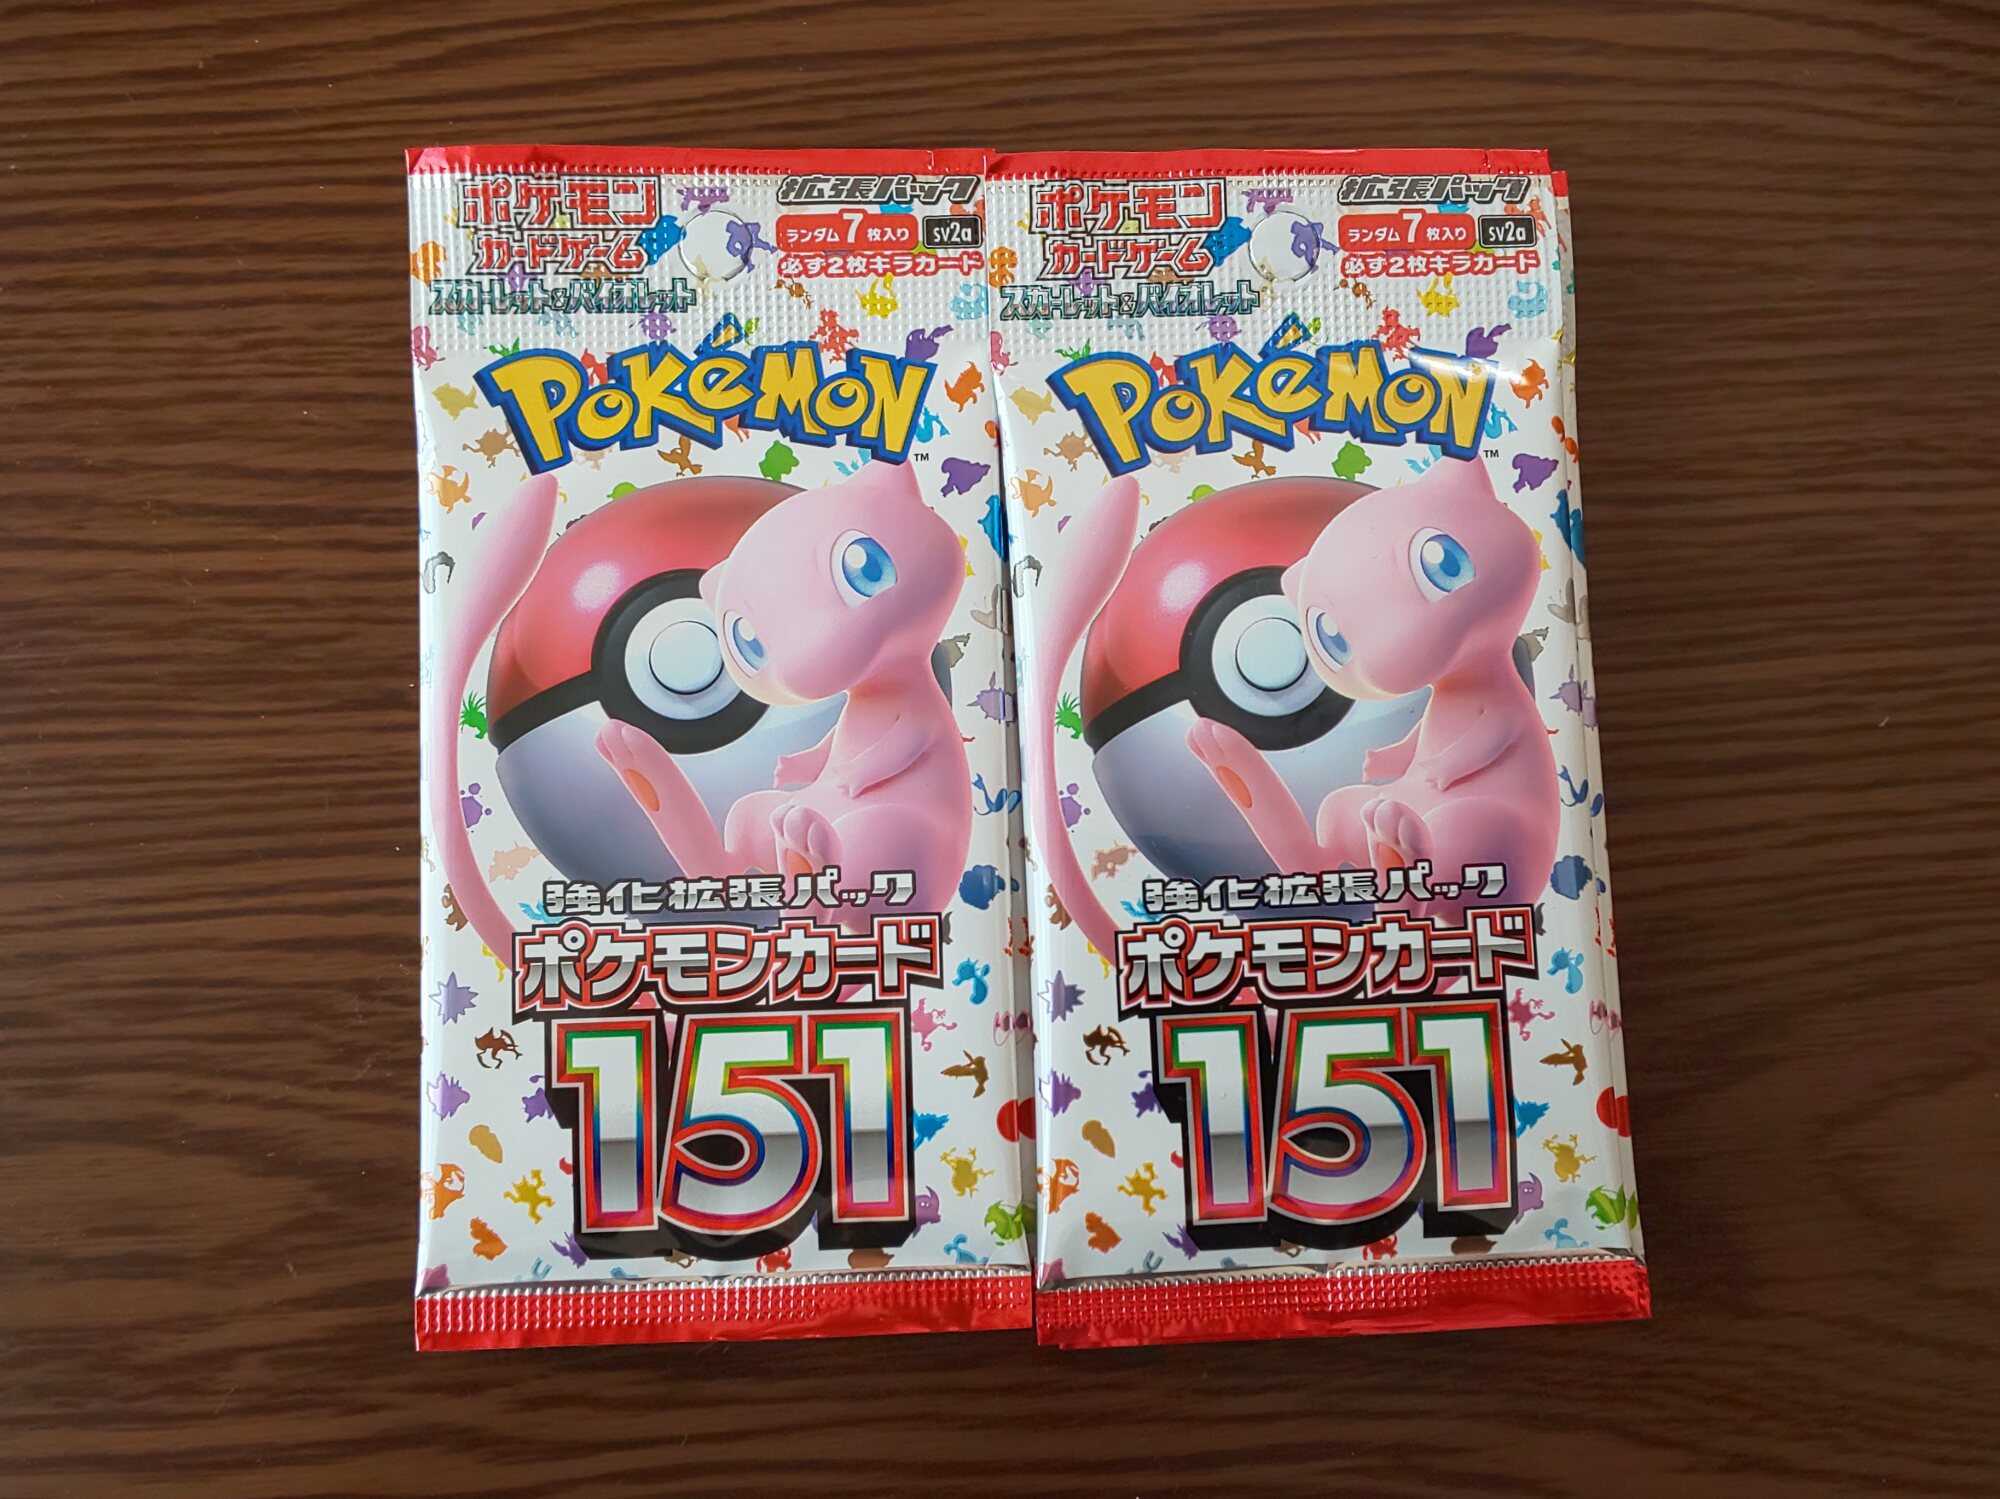 ポケモン
カードゲーム
スカーレット&バイオレット
拡張パック
ランダム7枚入り sv2a
必ず2枚キラカード
POKéMON
TM
強化拡張パック
ポケモンカード
151
ポケモン
カードゲーム
スカーレット&バイオレット
拡張パック
ランダム7枚入り sv2a
必ず2枚キラカード
POKéMON
TM
強化拡張パック
ポケモンカード
151